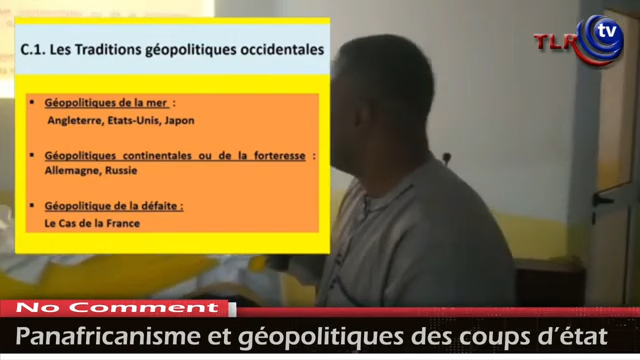 C.1. Les Traditions géopolitiques occidentales
Géopolitiques de la mer :
Angleterre, Etats-Unis, Japon
Géopolitiques continentales ou de la forteresse :
Allemagne, Russie
Géopolitique de la défaite :
Le Cas de la France
TLR tv
No Comment
Panafricanisme et géopolitiques des coups d'état